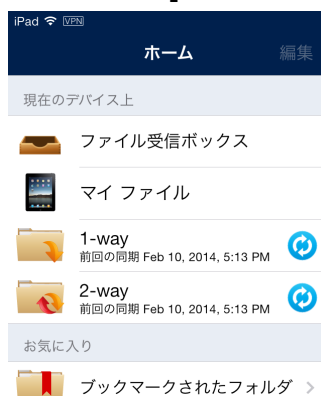 iPad VPN
ホーム 編集
現在のデバイス上
ファイル受信ボックス
マイ ファイル
1-way
前回の同期 Feb 10, 2014, 5:13 PM
2-way
前回の同期 Feb 10, 2014, 5:13 PM
お気に入り
ブックマークされたフォルダ